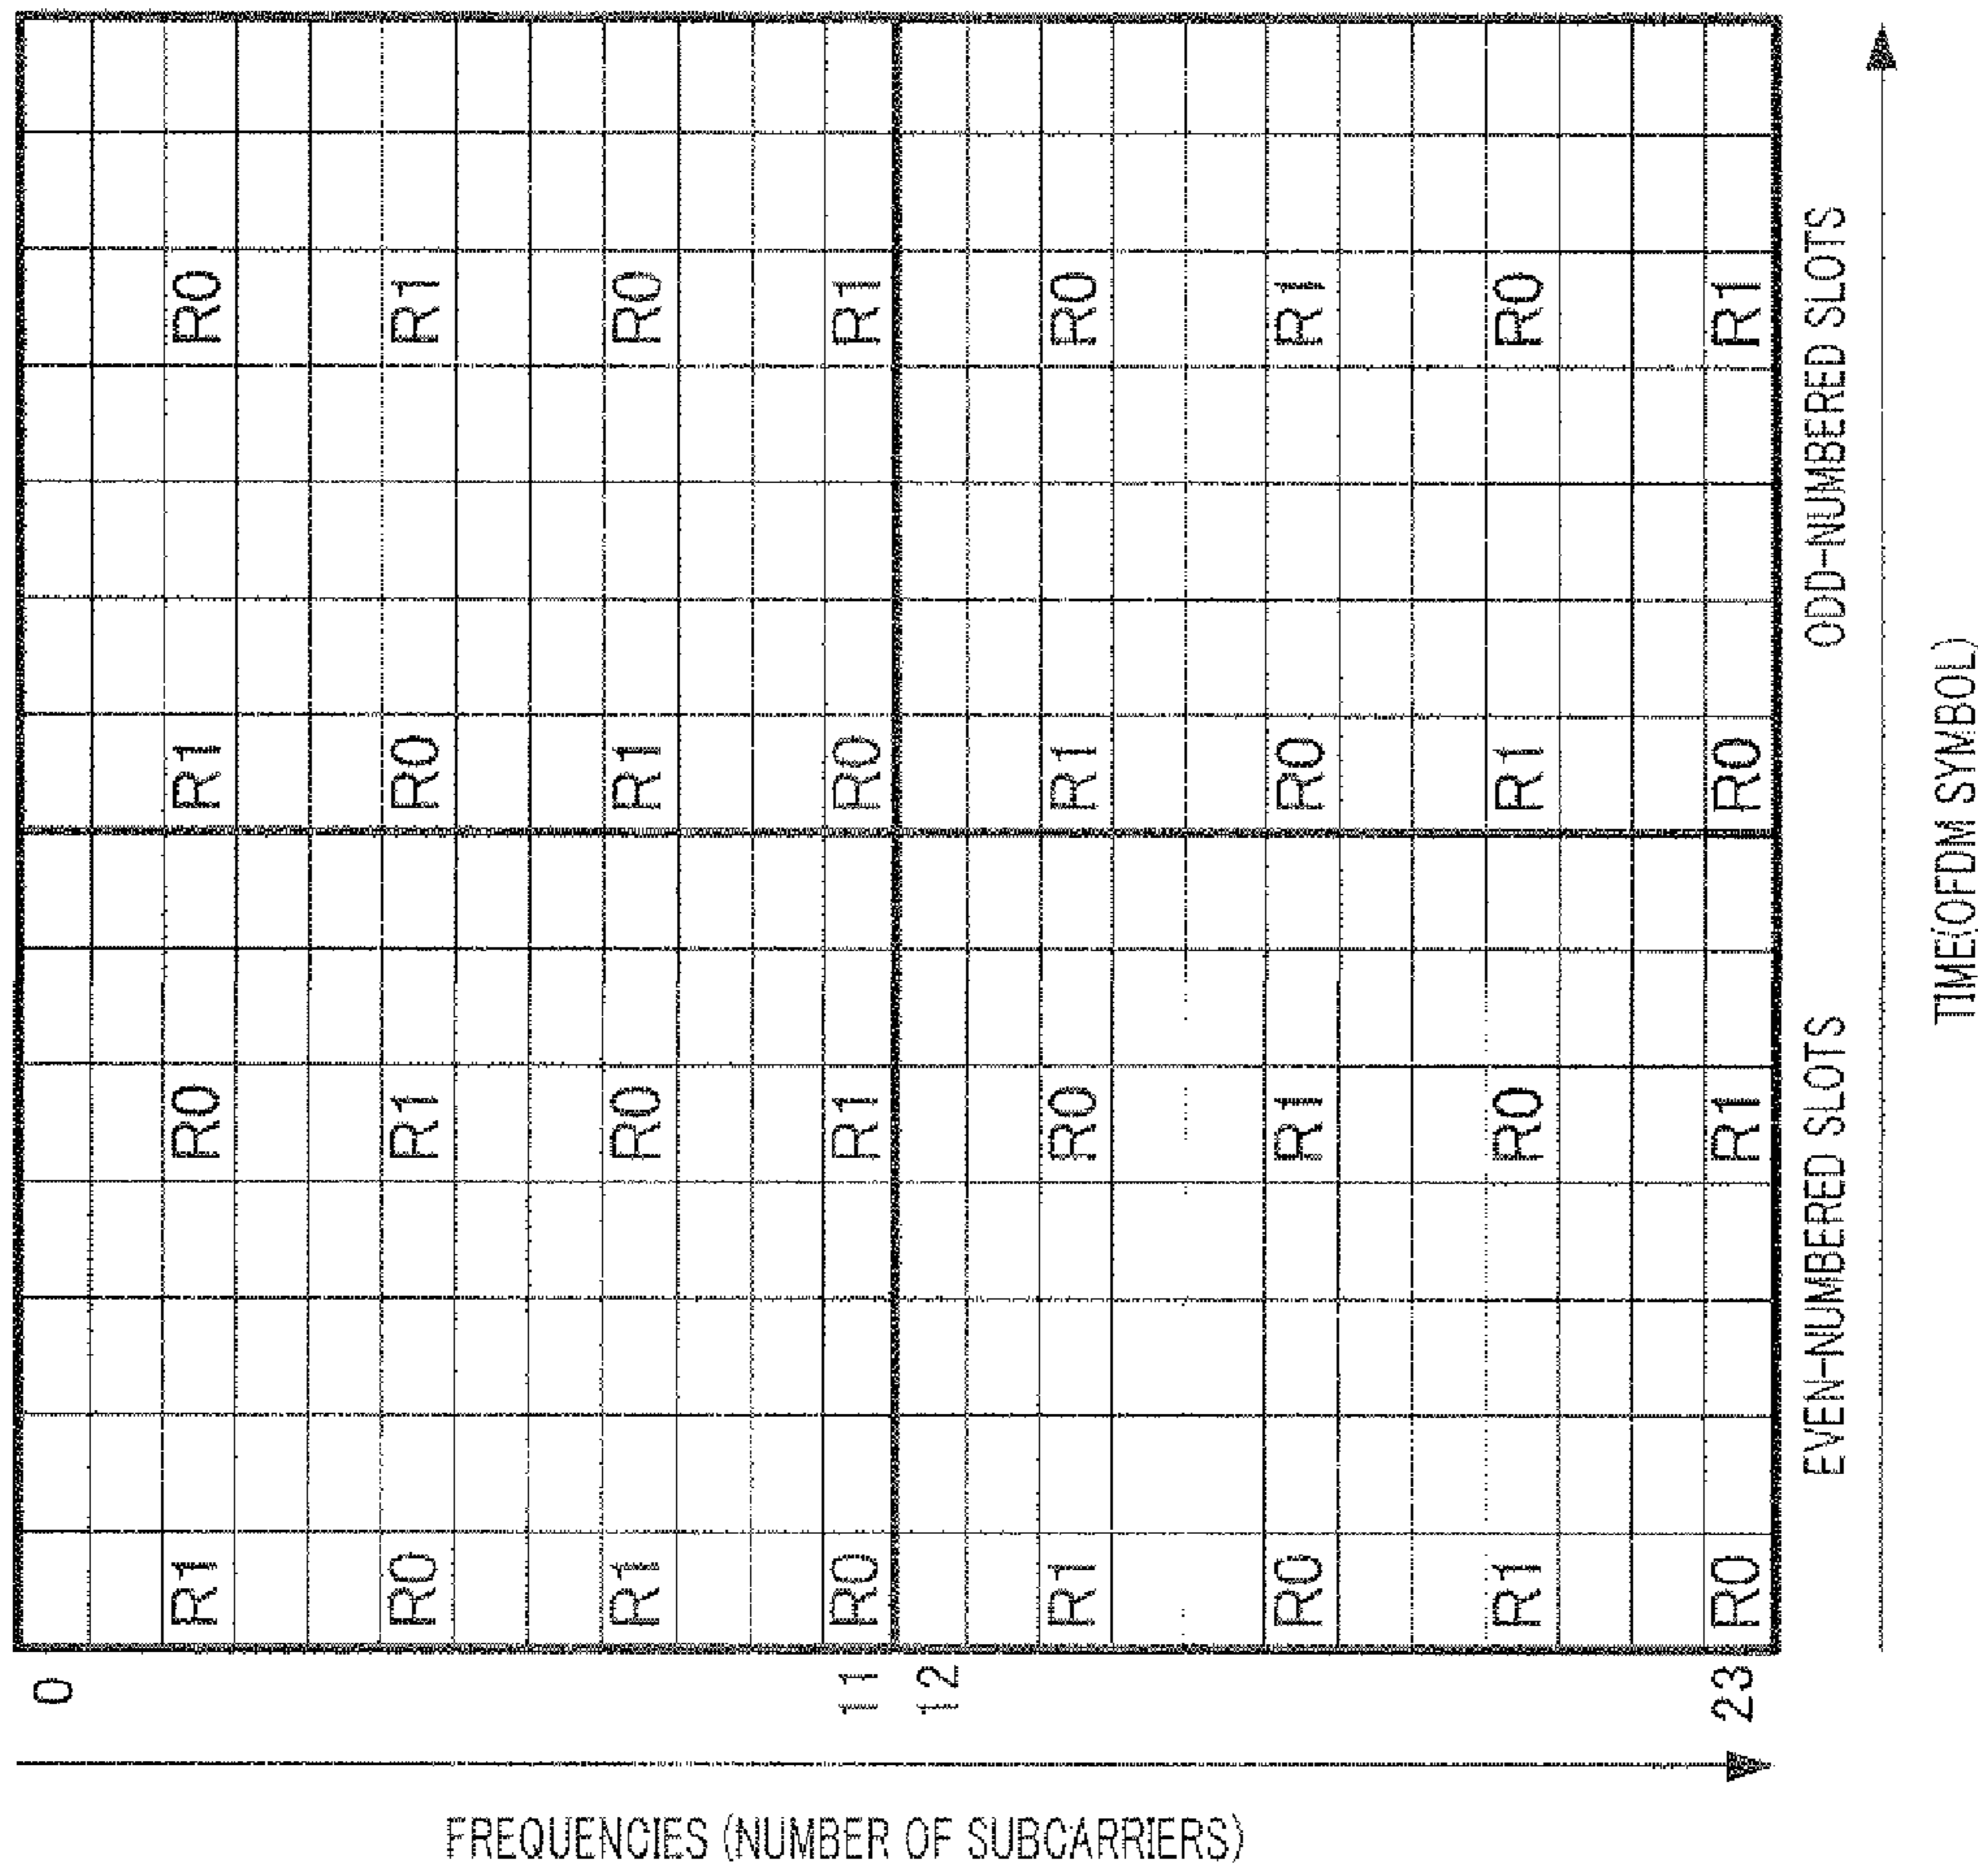 FREQUENCIES (NUMBER OF SUBCARRIERS)
0
R1 R0 R1 R0
R0 R1 R0 R1
R1 R0 R1 R0
11 R0 R1 R0 R1
12
R1 R0 R1 R0
R0 R1 R0 R1
R1 R0 R1 R0
23 R0 R1 R0 R1
EVEN-NUMBERED SLOTS
ODD-NUMBERED SLOTS
TIME(OFDM SYMBOL)